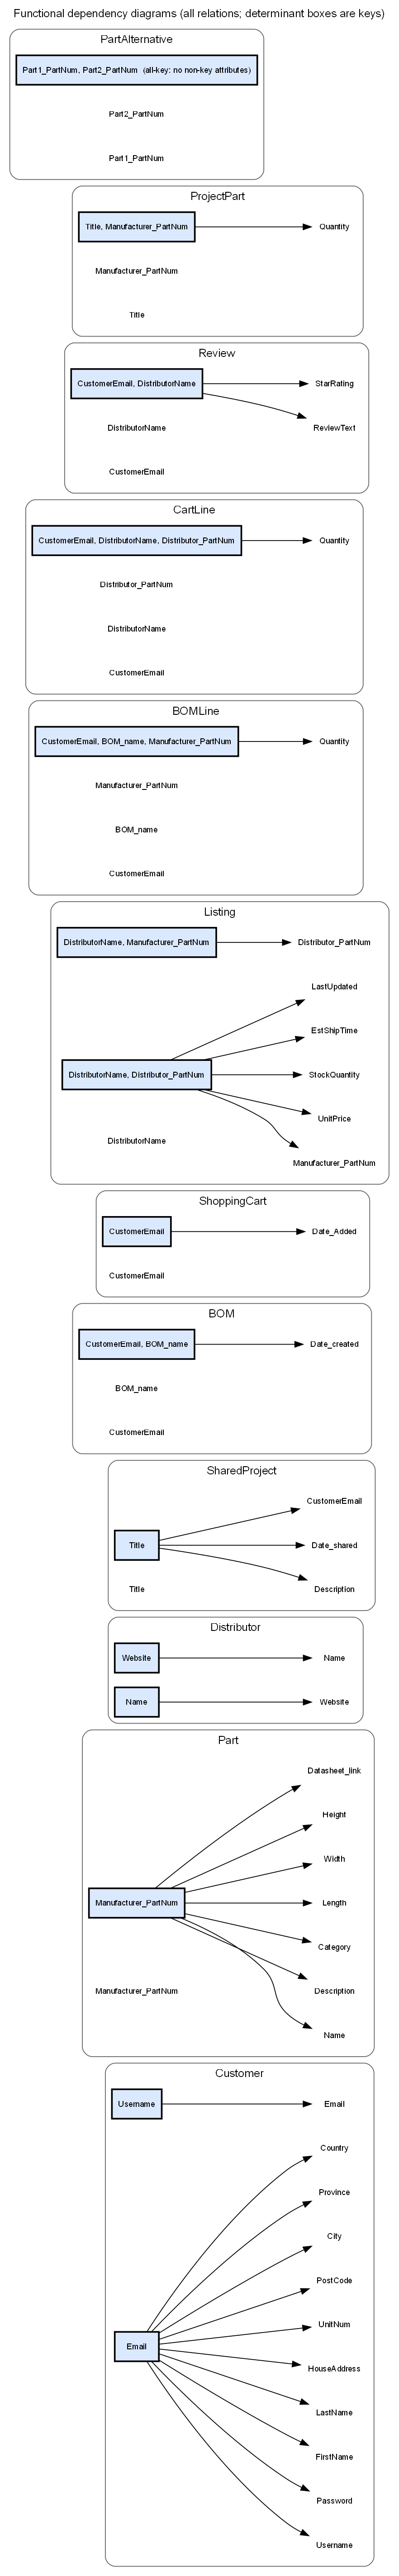 Functional dependency diagrams (all relations; determinant boxes are keys)
PartAlternative
Part1_PartNum, Part2_PartNum (all-key: no non-key attributes)
Part2_PartNum
Part1_PartNum
ProjectPart
Title, Manufacturer_PartNum
Quantity
Manufacturer_PartNum
Title
Review
CustomerEmail, DistributorName
StarRating
DistributorName
ReviewText
CustomerEmail
CartLine
CustomerEmail, DistributorName, Distributor_PartNum
Quantity
Distributor_PartNum
DistributorName
CustomerEmail
BOMLine
CustomerEmail, BOM_name, Manufacturer_PartNum
Quantity
Manufacturer_PartNum
BOM_name
CustomerEmail
Listing
DistributorName, Manufacturer_PartNum
Distributor_PartNum
LastUpdated
EstShipTime
DistributorName, Distributor_PartNum
StockQuantity
UnitPrice
DistributorName
Manufacturer_PartNum
ShoppingCart
CustomerEmail
Date_Added
CustomerEmail
BOM
CustomerEmail, BOM_name
Date_created
BOM_name
CustomerEmail
SharedProject
CustomerEmail
Title
Date_shared
Title
Description
Distributor
Website
Name
Name
Website
Part
Datasheet_link
Height
Width
Manufacturer_PartNum
Length
Category
Manufacturer_PartNum
Description
Name
Customer
Username
Email
Country
Province
City
PostCode
UnitNum
Email
HouseAddress
LastName
FirstName
Password
Username